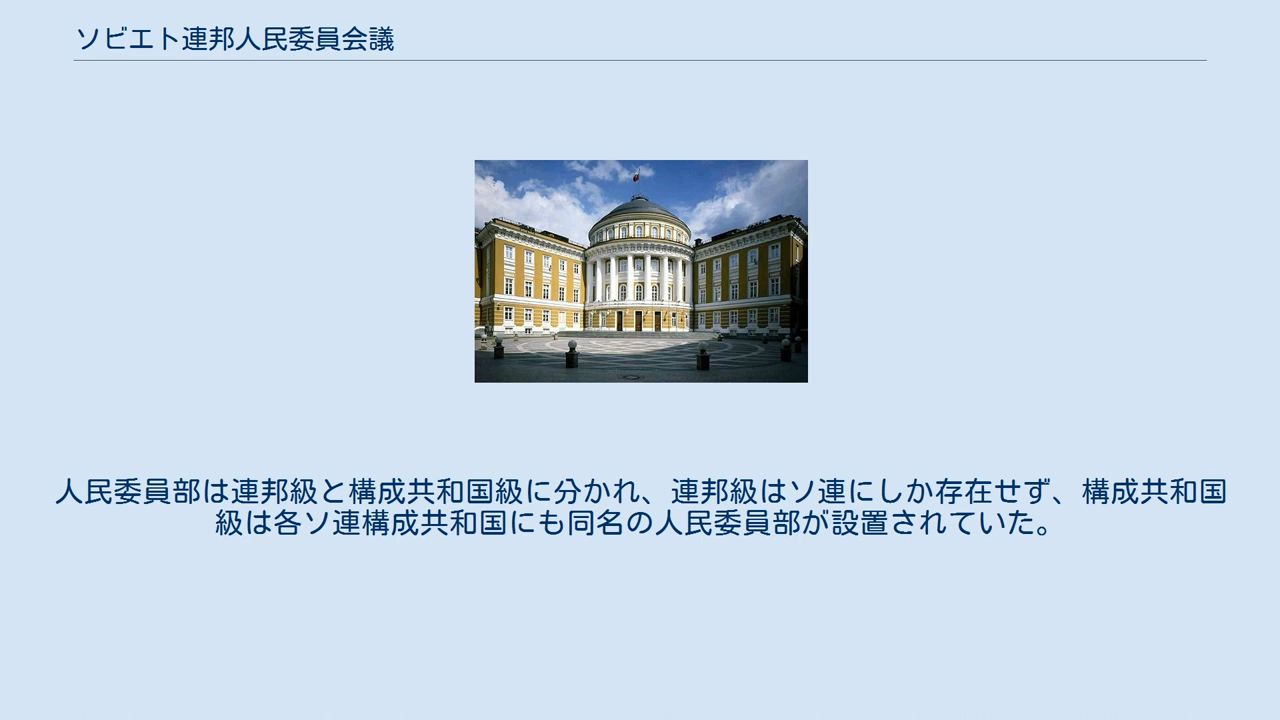 ソビエト連邦人民委員会議
人民委員部は連邦級と構成共和国級に分かれ、連邦級はソ連にしか存在せず、構成共和国
級は各ソ連構成共和国にも同名の人民委員部が設置されていた。